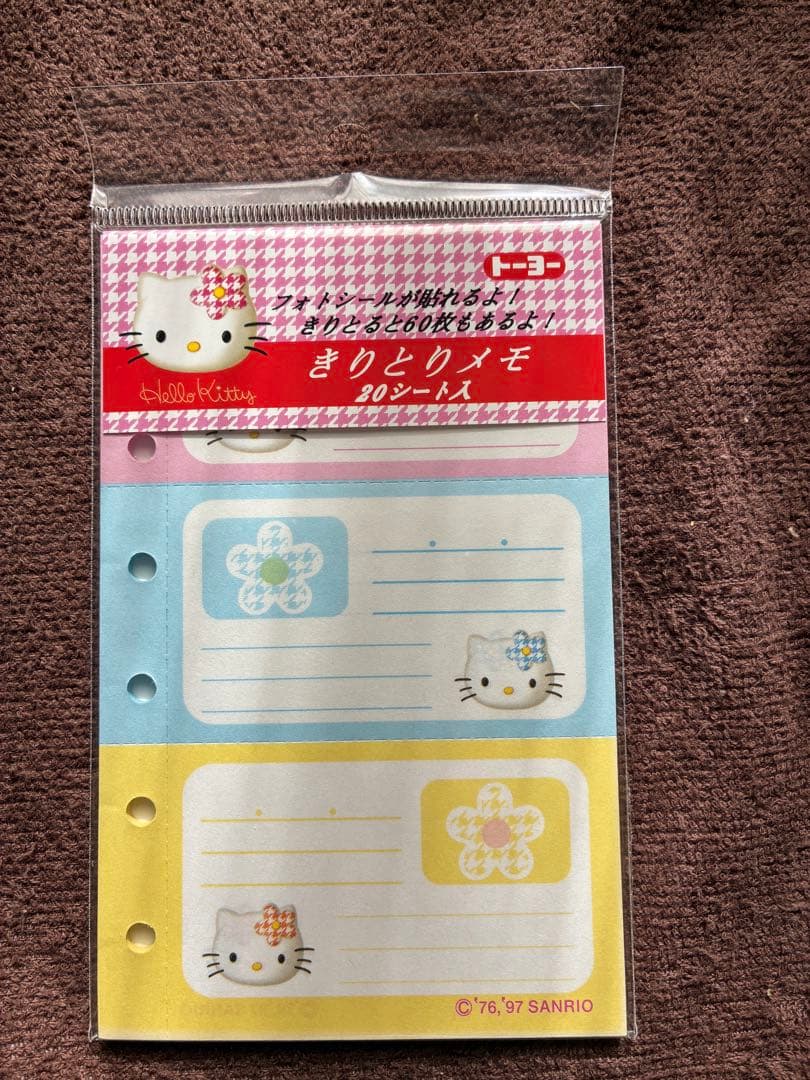 トーヨー
フォトシールが貼れるよ!
きりとると60枚もあるよ!
きりとりメモ
20シート入
Hello Kitty
©'76,'97 SANRIO